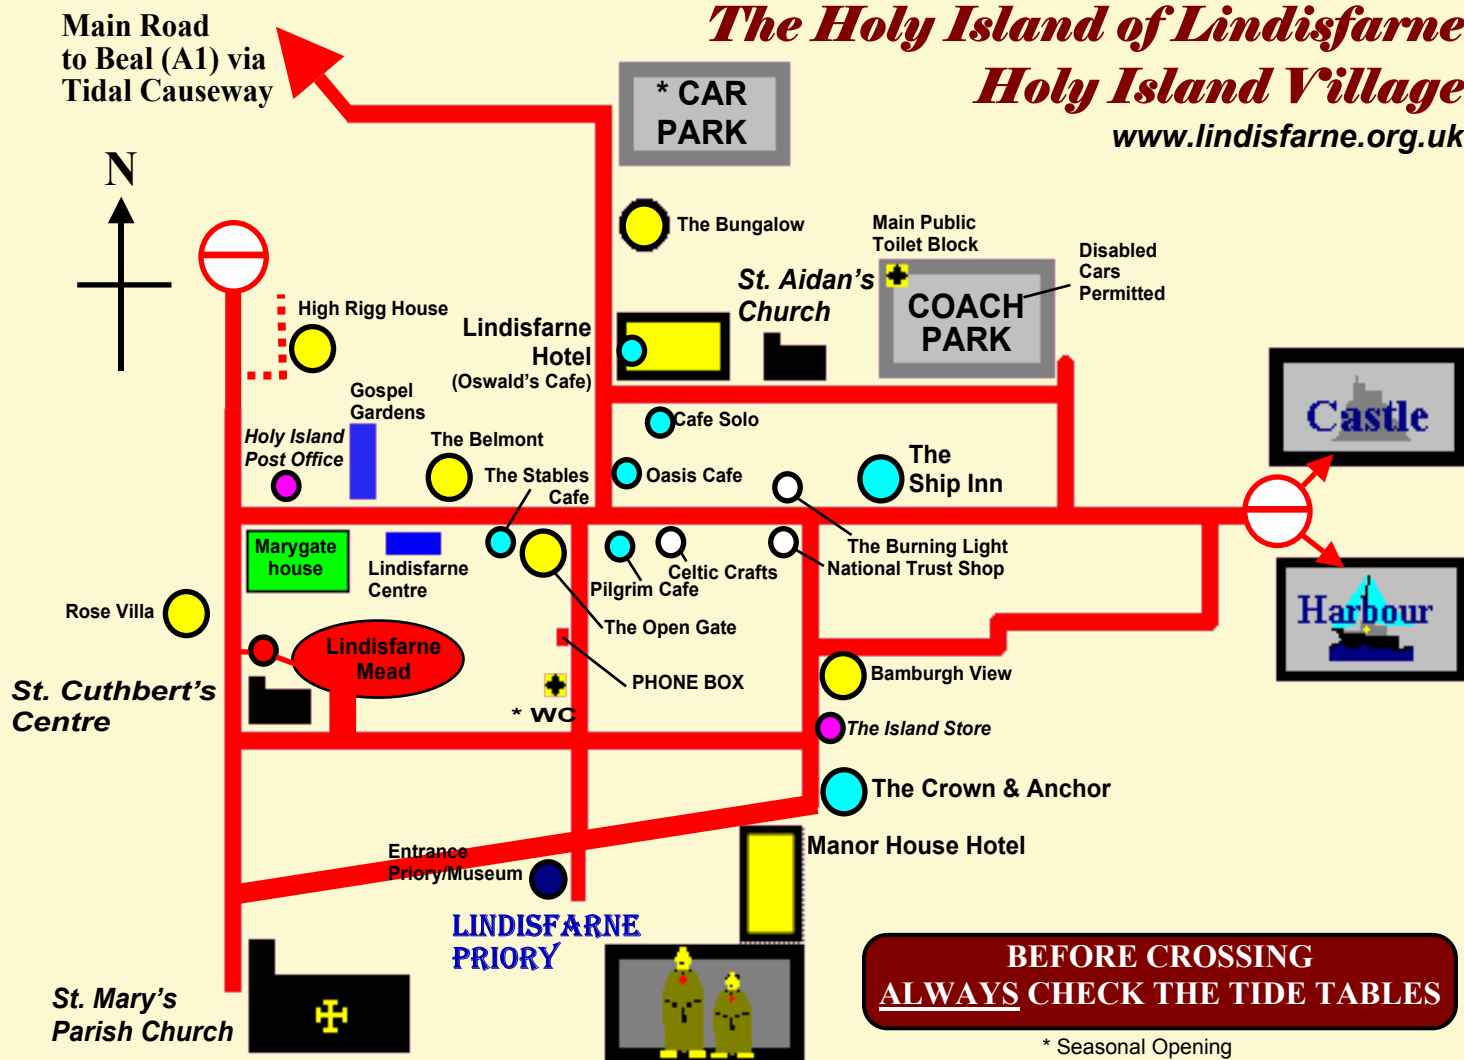 Main Road
to Beal (A1) via
Tidal Causeway
The Holy Island of Lindisfarne
Holy Island Village
www.lindisfarne.org.uk
* CAR
PARK
N
The Bungalow
Main Public
Toilet Block
Disabled
Cars
Permitted
St. Aidan's
Church
COACH
PARK
High Rigg House
Lindisfarne
Hotel
(Oswald's Cafe)
Gospel
Gardens
Castle
Cafe Solo
Holy Island
Post Office
The Belmont
The Stables
Cafe
Oasis Cafe
The
Ship Inn
Marygate
house
Lindisfarne
Centre
Pilgrim Cafe
Celtic Crafts
The Burning Light
National Trust Shop
Harbour
Rose Villa
The Open Gate
Lindisfarne
Mead
PHONE BOX
Bamburgh View
St. Cuthbert's
Centre
* WC
The Island Store
The Crown & Anchor
Manor House Hotel
Entrance
Priory/Museum
LINDISFARNE
PRIORY
St. Mary's
Parish Church
BEFORE CROSSING
ALWAYS CHECK THE TIDE TABLES
* Seasonal Opening